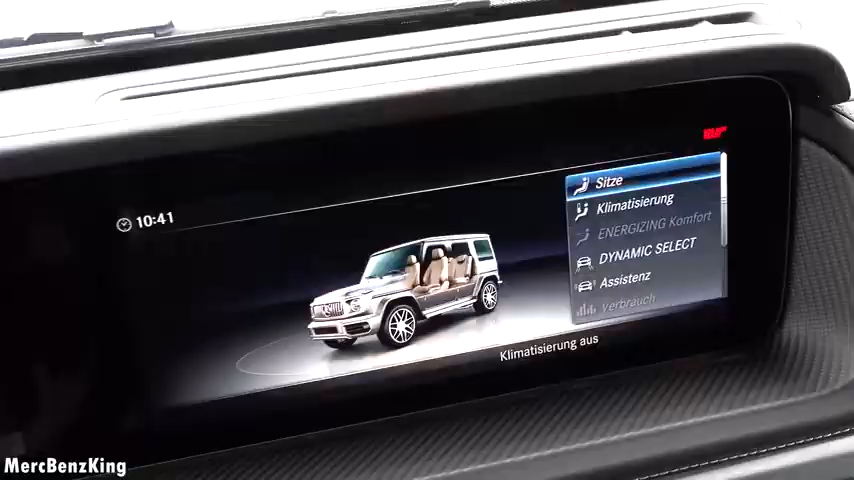 10:41
Sitze
Klimatisierung
ENERGIZING Komfort
DYNAMIC SELECT
Assistenz
Verbrauch
Klimatisierung aus
MercBenzKing